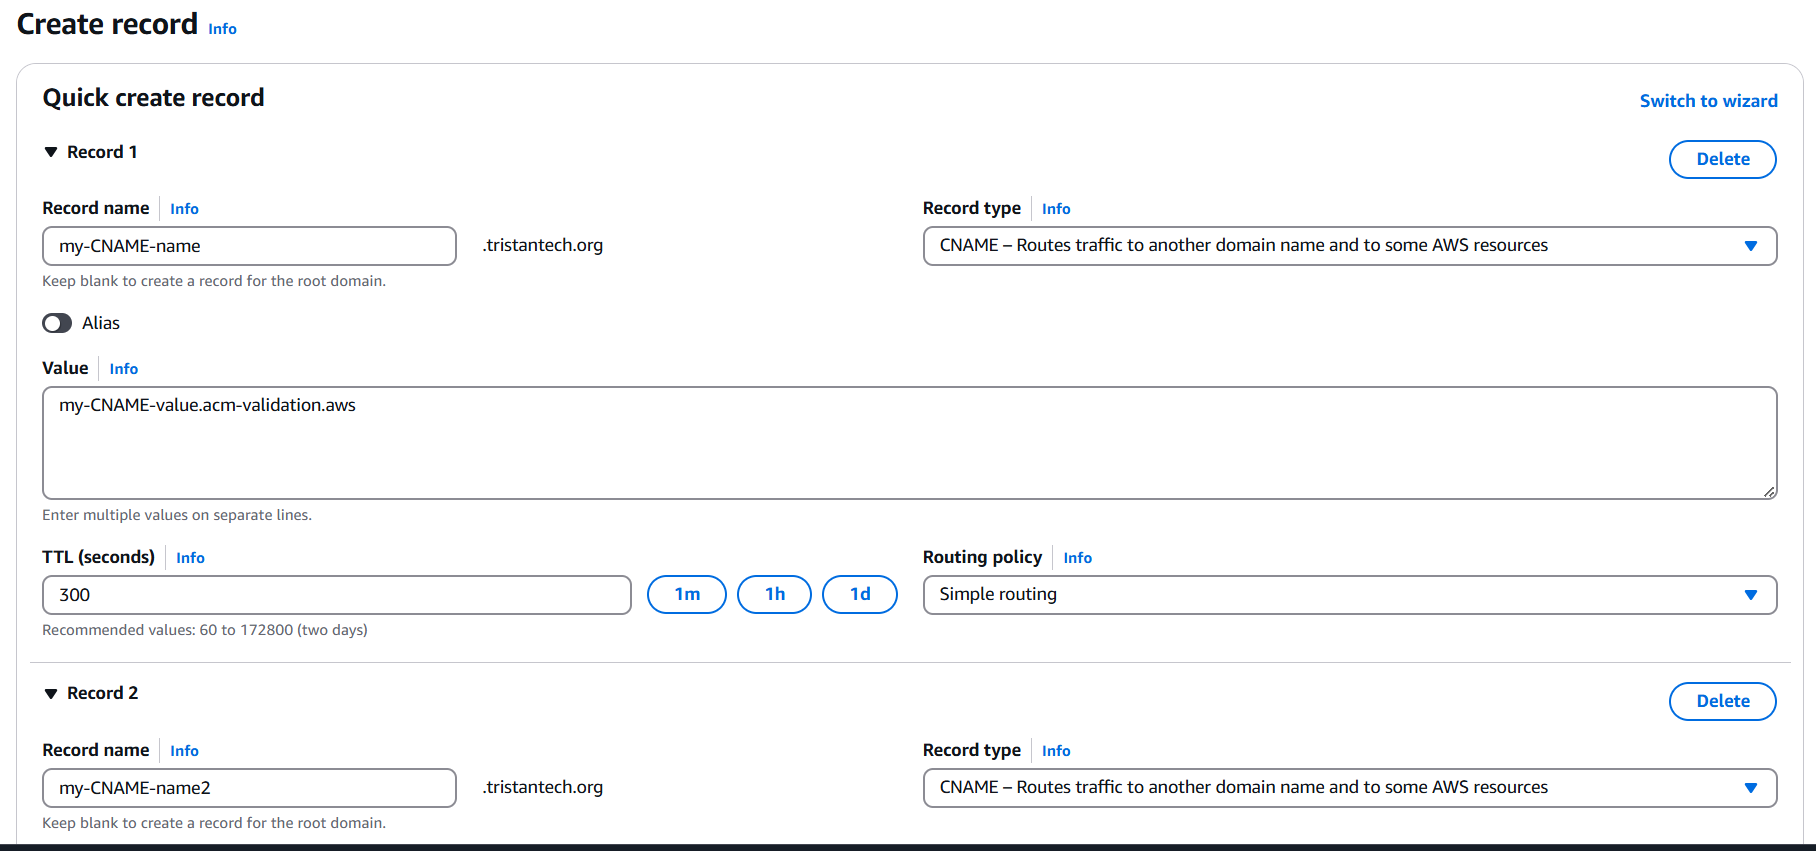 Create record Info
Quick create record
Switch to wizard
Record 1
Delete
Record name Info
Record type Info
my-CNAME-name
.tristantech.org
CNAME – Routes traffic to another domain name and to some AWS resources
Keep blank to create a record for the root domain.
Alias
Value Info
my-CNAME-value.acm-validation.aws
Enter multiple values on separate lines.
TTL (seconds) Info
Routing policy Info
300
1m
1h
1d
Simple routing
Recommended values: 60 to 172800 (two days)
Record 2
Delete
Record name Info
Record type Info
my-CNAME-name2
.tristantech.org
CNAME – Routes traffic to another domain name and to some AWS resources
Keep blank to create a record for the root domain.